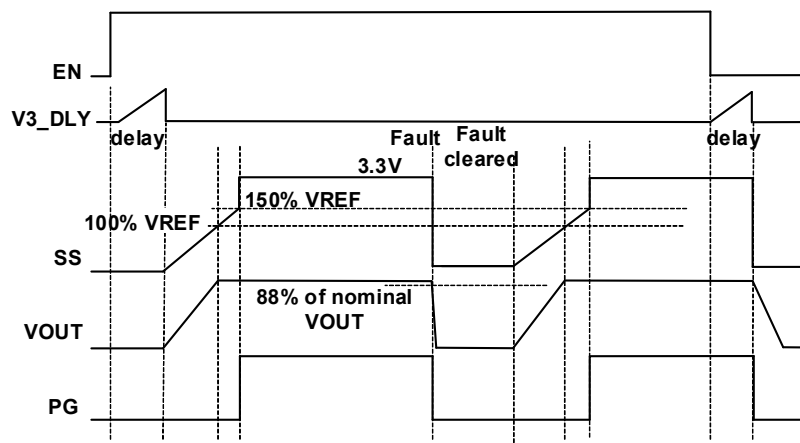 EN
V3_DLY
delay
delay
Fault
Fault
cleared
3.3V
150% VREF
100% VREF
SS
88% of nominal
VOUT
VOUT
PG